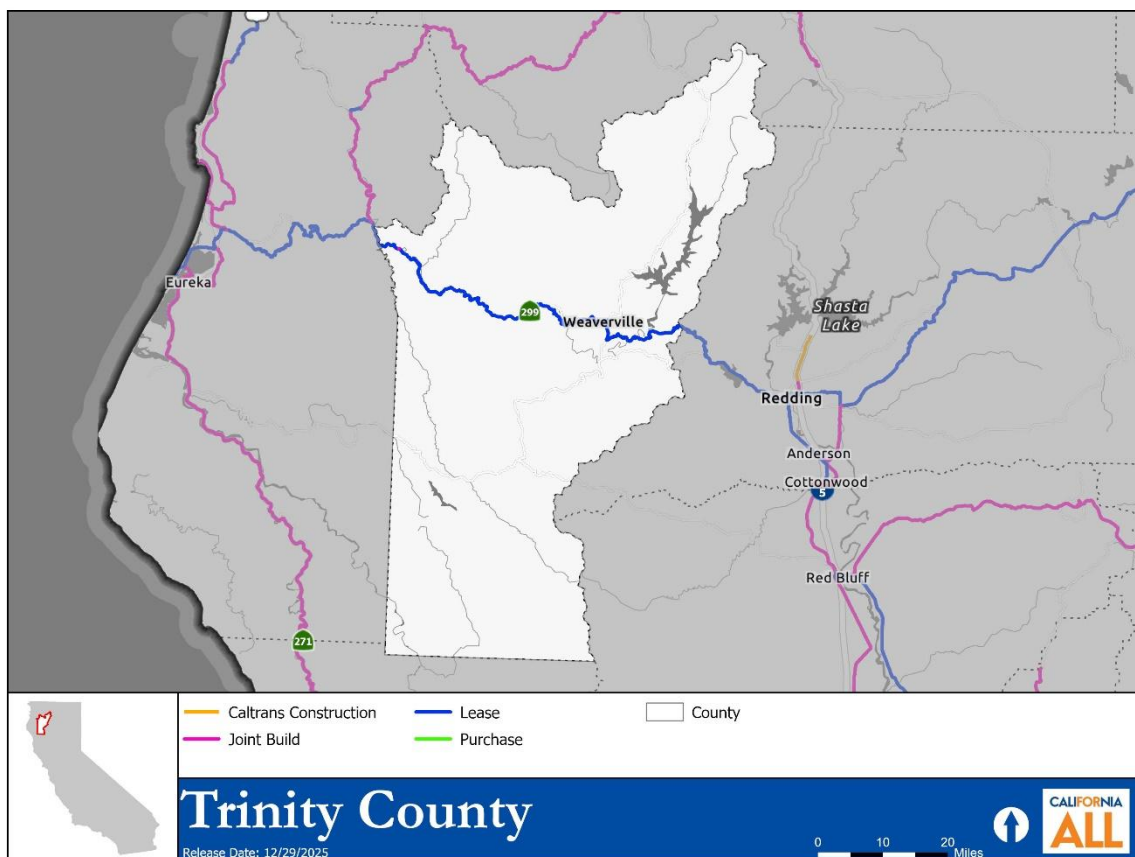 Eureka
299
Weaverville
Shasta
Lake
Redding
Anderson
Cottonwood
5
Red Bluff
271
Caltrans Construction
Lease
County
Joint Build
Purchase
Trinity County
Release Date: 12/29/2025
0 10 20
Miles
CALIFORNIA
ALL